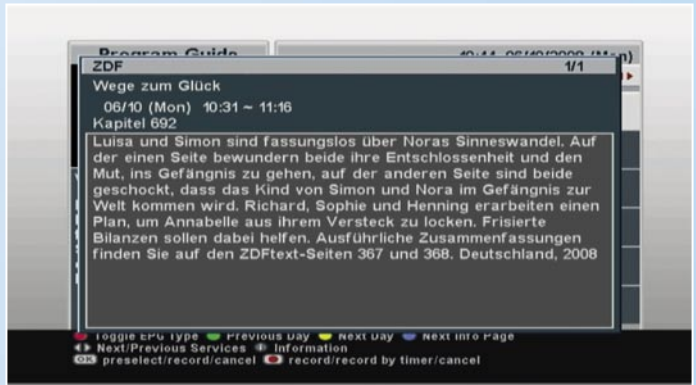 Program Guide
ZDF 1/1
Wege zum Glück
06/10 (Mon) 10:31 ~ 11:16
Kapitel 692
Luisa und Simon sind fassungslos über Noras Sinneswandel. Auf
der einen Seite bewundern beide ihre Entschlossenheit und den
Mut, ins Gefängnis zu gehen, auf der anderen Seite sind beide
geschockt, dass das Kind von Simon und Nora im Gefängnis zur
Welt kommen wird. Richard, Sophie und Henning erarbeiten einen
Plan, um Annabelle aus ihrem Versteck zu locken. Frisierte
Bilanzen sollen dabei helfen. Ausführliche Zusammenfassungen
finden Sie auf den ZDFtext-Seiten 367 und 368. Deutschland, 2008
Toggle EPG Type Previous Day Next Day Next Info Page
Next/Previous Services Information
OK preselect/record/cancel record/record by timer/cancel